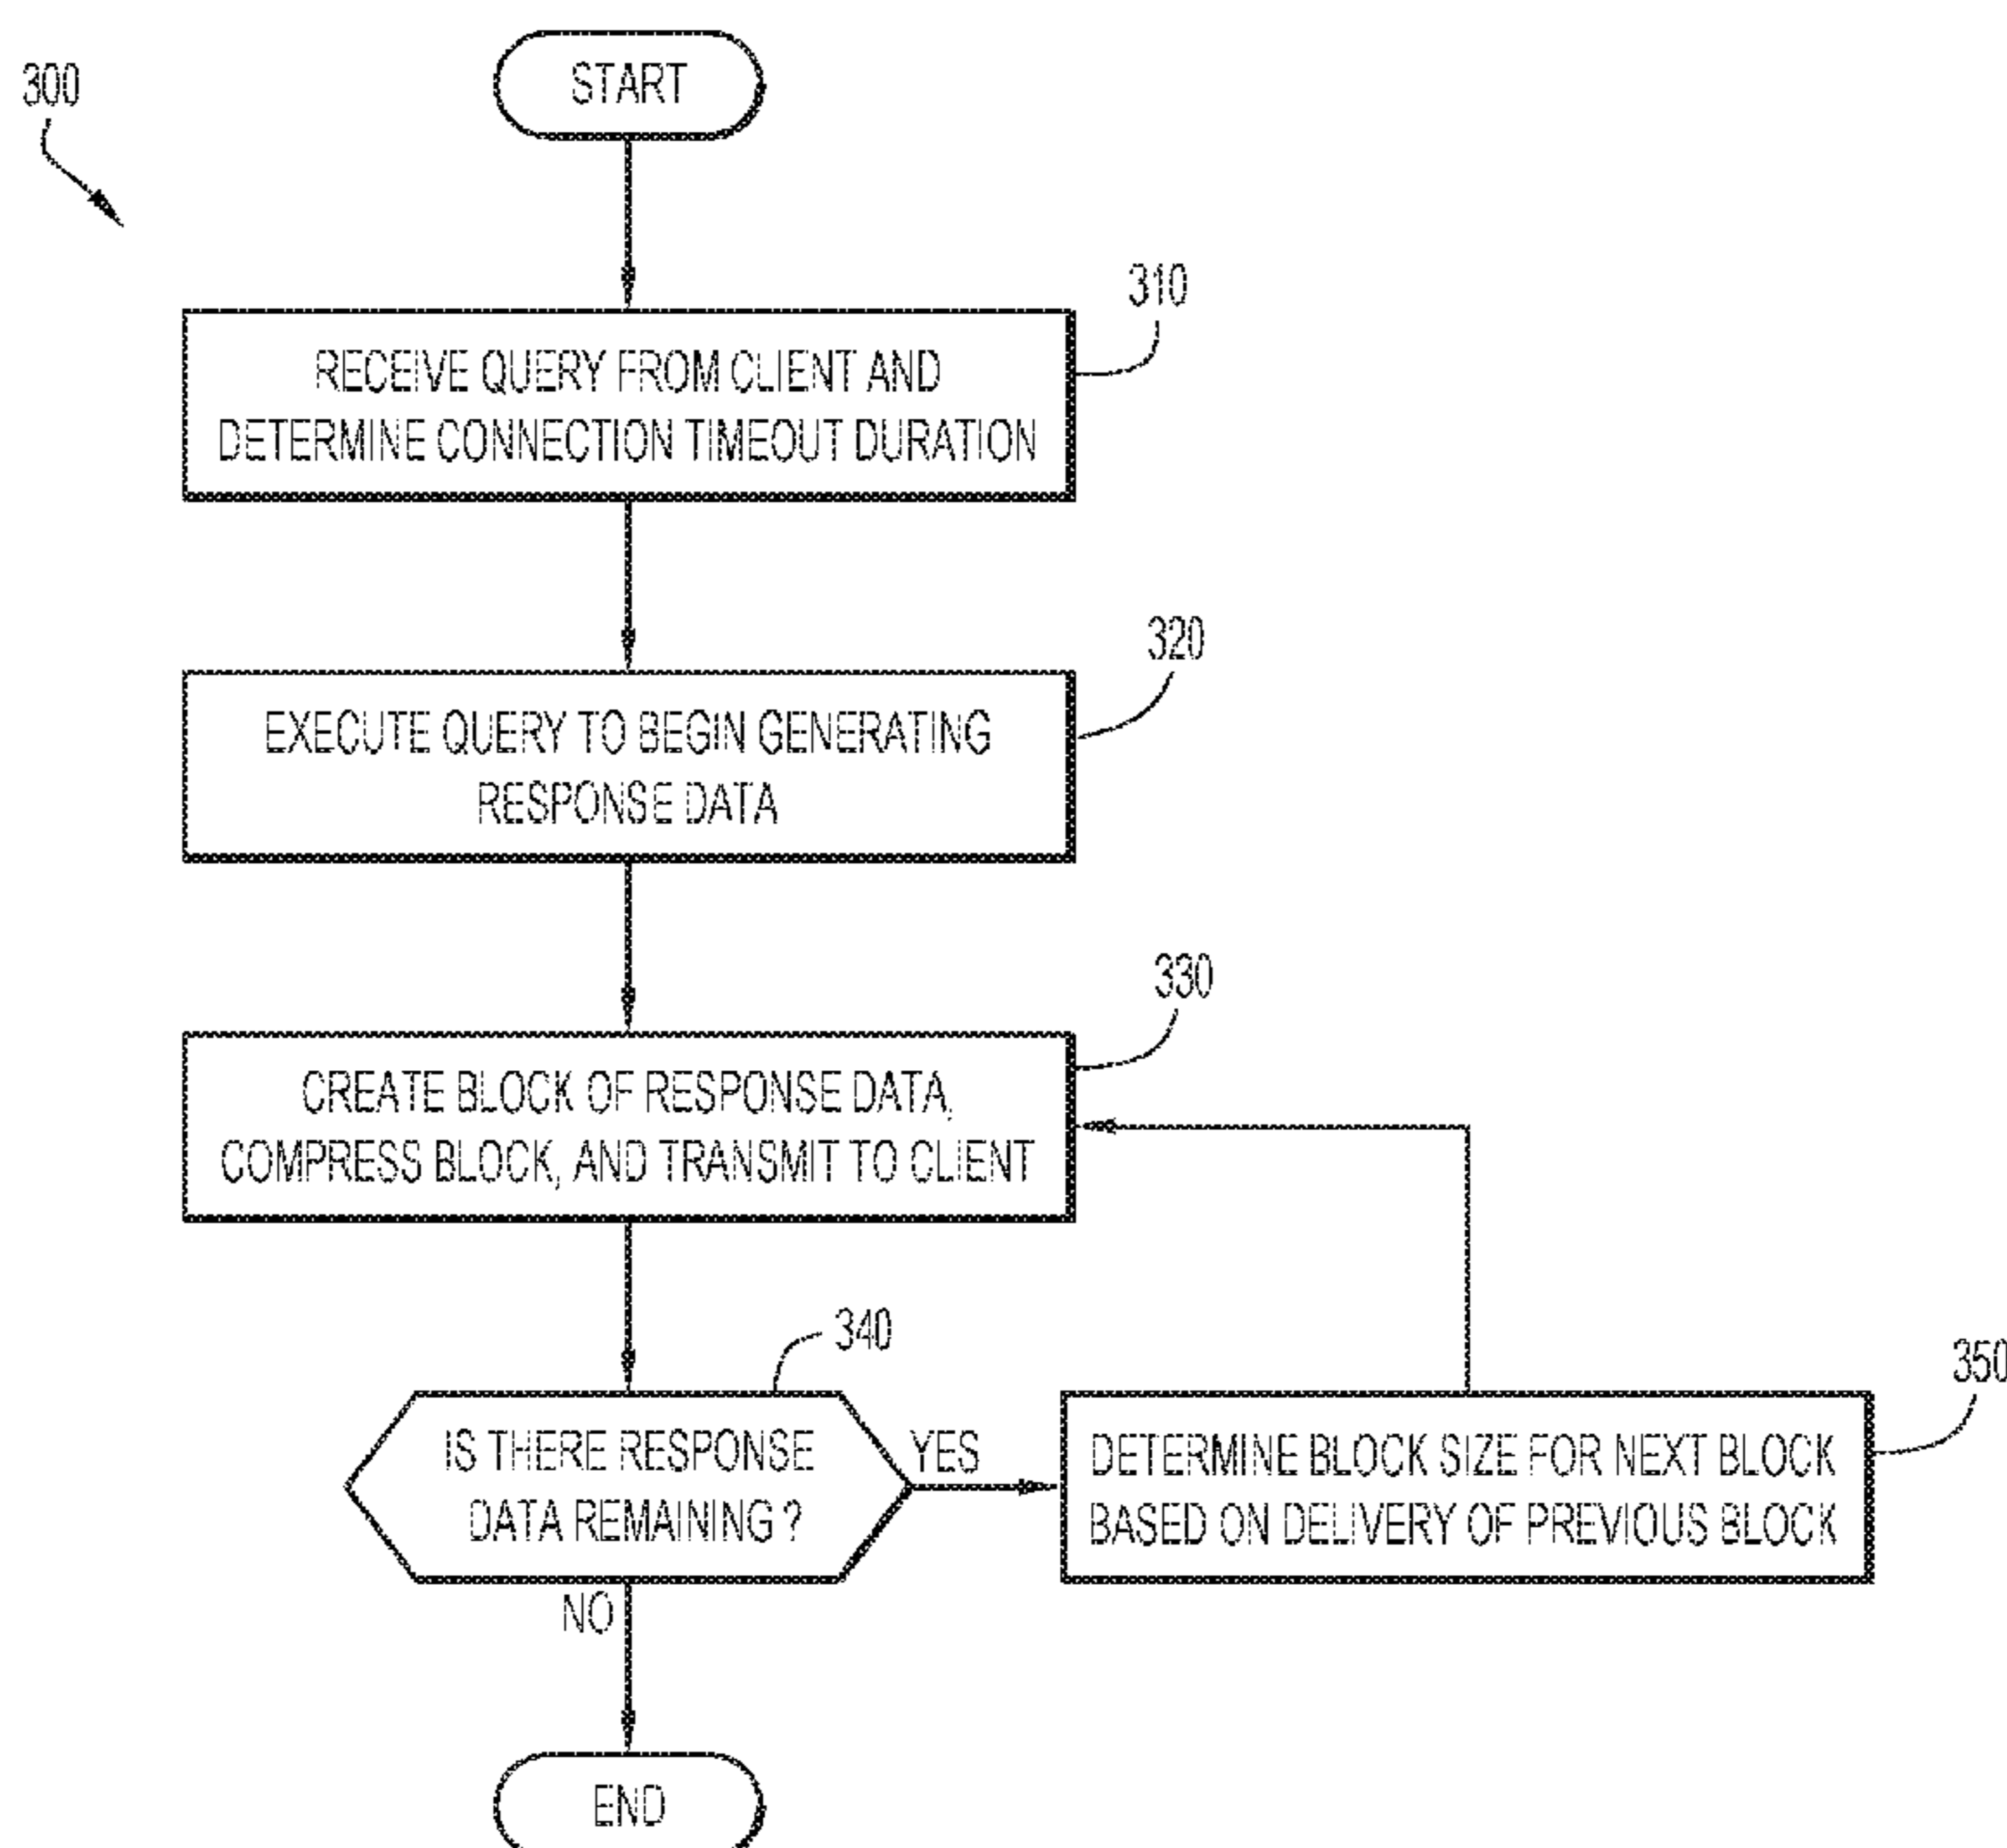 300
START
310
RECEIVE QUERY FROM CLIENT AND
DETERMINE CONNECTION TIMEOUT DURATION
320
EXECUTE QUERY TO BEGIN GENERATING
RESPONSE DATA
330
CREATE BLOCK OF RESPONSE DATA,
COMPRESS BLOCK, AND TRANSMIT TO CLIENT
340
IS THERE RESPONSE
DATA REMAINING ?
YES
350
DETERMINE BLOCK SIZE FOR NEXT BLOCK
BASED ON DELIVERY OF PREVIOUS BLOCK
NO
END